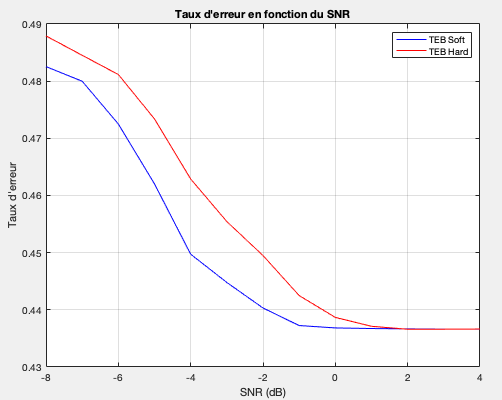 Taux d'erreur en fonction du SNR
TEB Soft
TEB Hard
Taux d'erreur
0.49
0.48
0.47
0.46
0.45
0.44
0.43
-8
-6
-4
-2
0
2
4
SNR (dB)